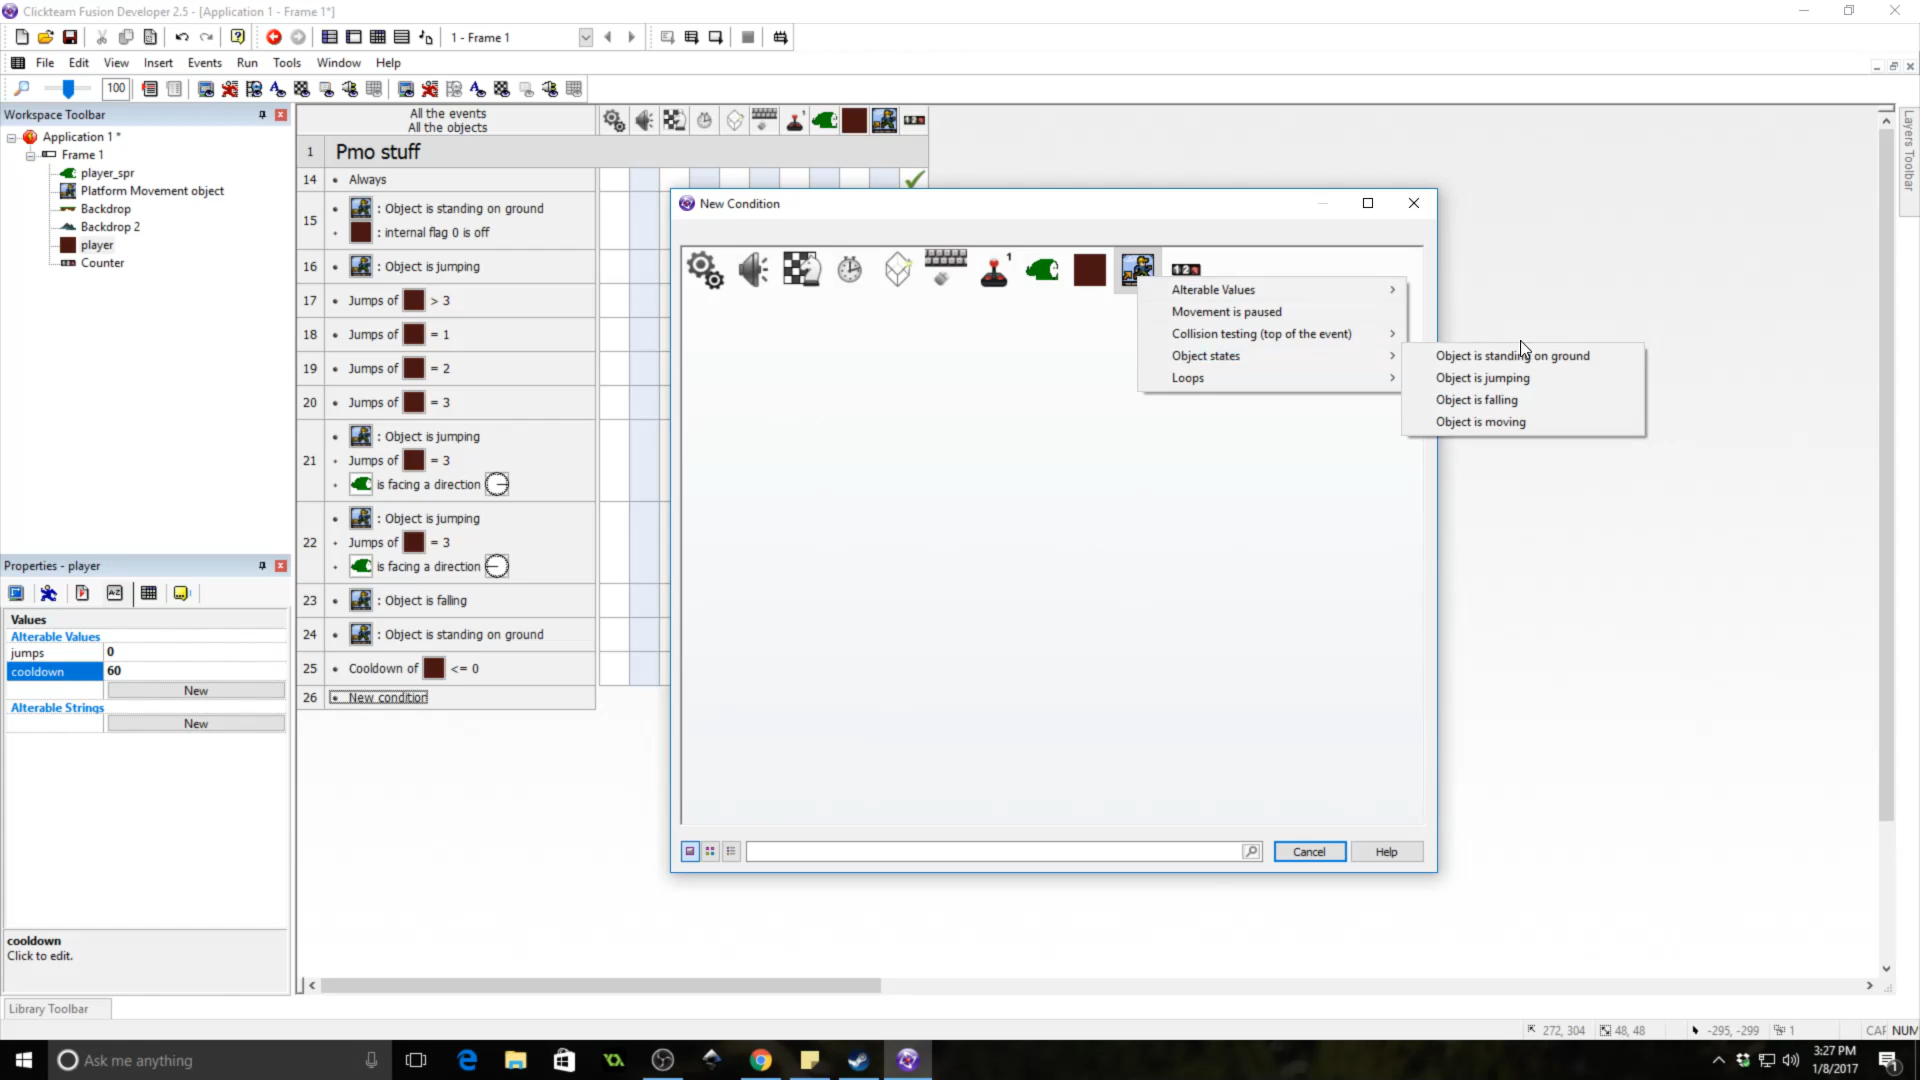 Clickteam Fusion Developer 2.5 - [Application 1 - Frame 1*]
1 - Frame 1
File Edit View Insert Events Run Tools Window Help
100
Workspace Toolbar
Application 1 *
Frame 1
player_spr
Platform Movement object
Backdrop
Backdrop 2
player
Counter
All the events
All the objects
1 Pmo stuff
14 • Always
15 • : Object is standing on ground
: internal flag 0 is off
16 • : Object is jumping
17 • Jumps of > 3
18 • Jumps of = 1
19 • Jumps of = 2
20 • Jumps of = 3
21 • : Object is jumping
Jumps of = 3
is facing a direction
22 • : Object is jumping
Jumps of = 3
is facing a direction
23 • : Object is falling
24 • : Object is standing on ground
25 • Cooldown of <= 0
26 • New condition
New Condition
Alterable Values
Movement is paused
Collision testing (top of the event)
Object states
Loops
Object is standing on ground
Object is jumping
Object is falling
Object is moving
Cancel
Help
Layers Toolbar
Properties - player
Values
Alterable Values
jumps 0
cooldown 60
New
Alterable Strings
New
cooldown
Click to edit.
Library Toolbar
272, 304
48, 48
-295, -299
1
CAP NUM
Ask me anything
3:27 PM
1/8/2017